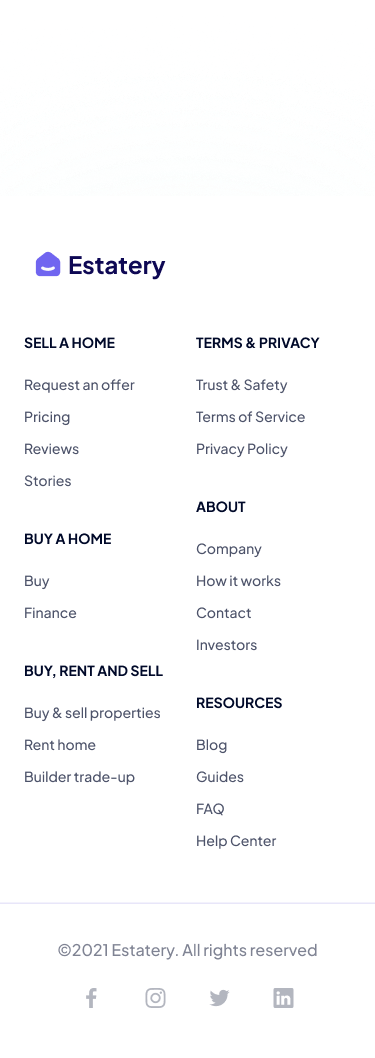 Estatery
SELL A HOME
Request an offer
Pricing
Reviews
Stories
BUY A HOME
Buy
Finance
BUY, RENT AND SELL
Buy & sell properties
Rent home
Builder trade-up
TERMS & PRIVACY
Trust & Safety
Terms of Service
Privacy Policy
ABOUT
Company
How it works
Contact
Investors
RESOURCES
Blog
Guides
FAQ
Help Center
©2021 Estatery. All rights reserved